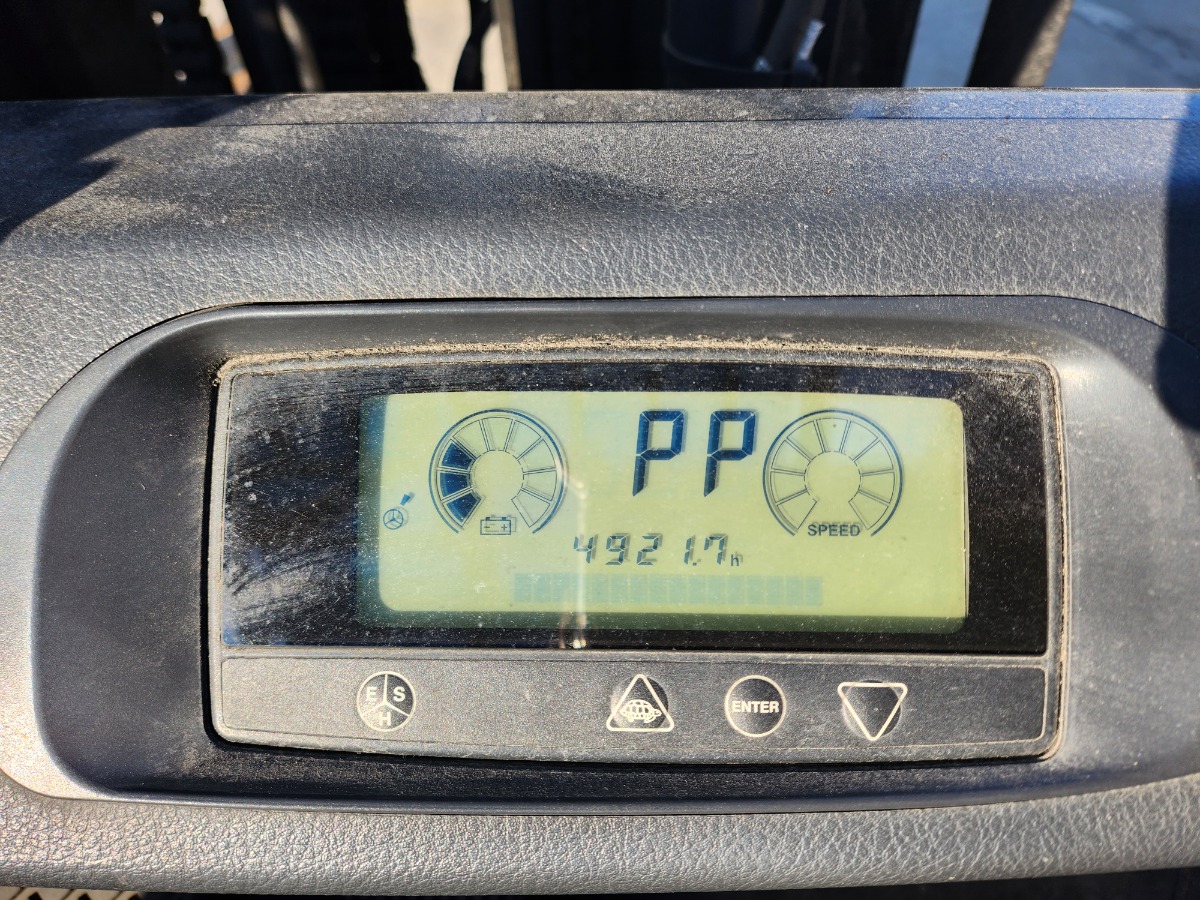 PP
SPEED
4921.7h
E S
H
ENTER